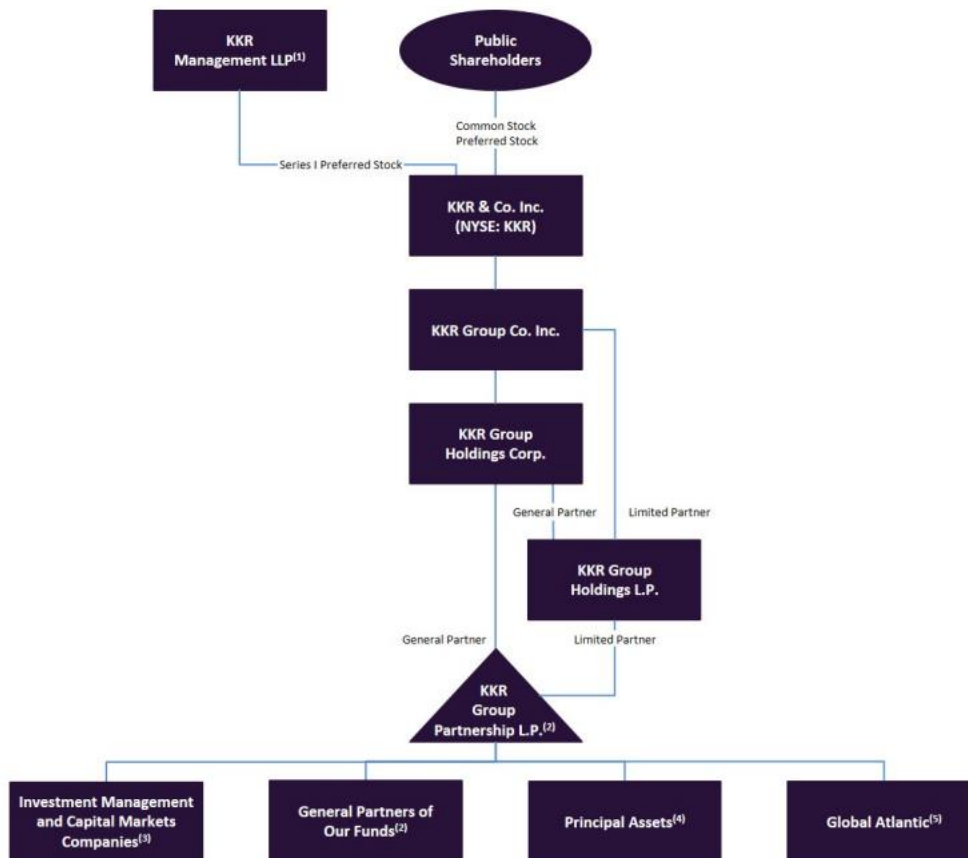 KKR
Management LLP(1)
Public
Shareholders
Common Stock
Preferred Stock
Series I Preferred Stock
KKR & Co. Inc.
(NYSE: KKR)
KKR Group Co. Inc.
KKR Group
Holdings Corp.
General Partner
Limited Partner
KKR Group
Holdings L.P.
General Partner
Limited Partner
KKR
Group
Partnership L.P.(2)
Investment Management
and Capital Markets
Companies(3)
General Partners of
Our Funds(2)
Principal Assets(4)
Global Atlantic(5)